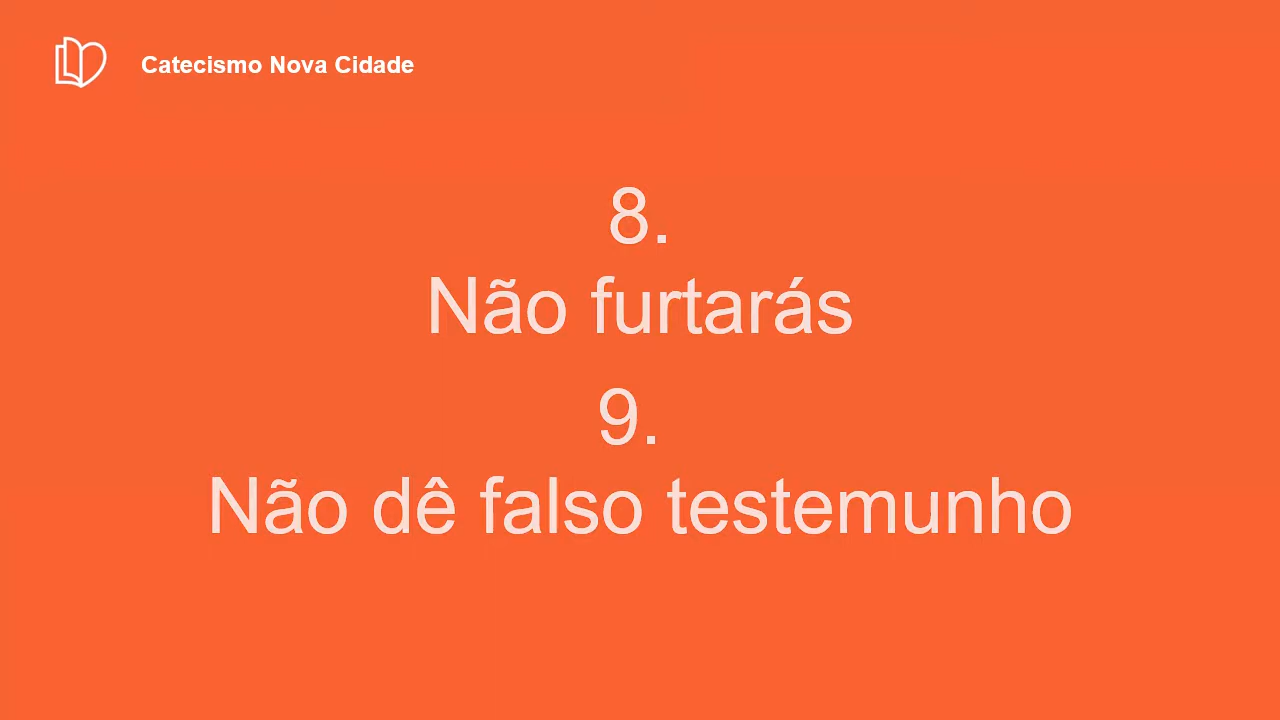 Catecismo Nova Cidade
8.
Não furtarás
9.
Não dê falso testemunho